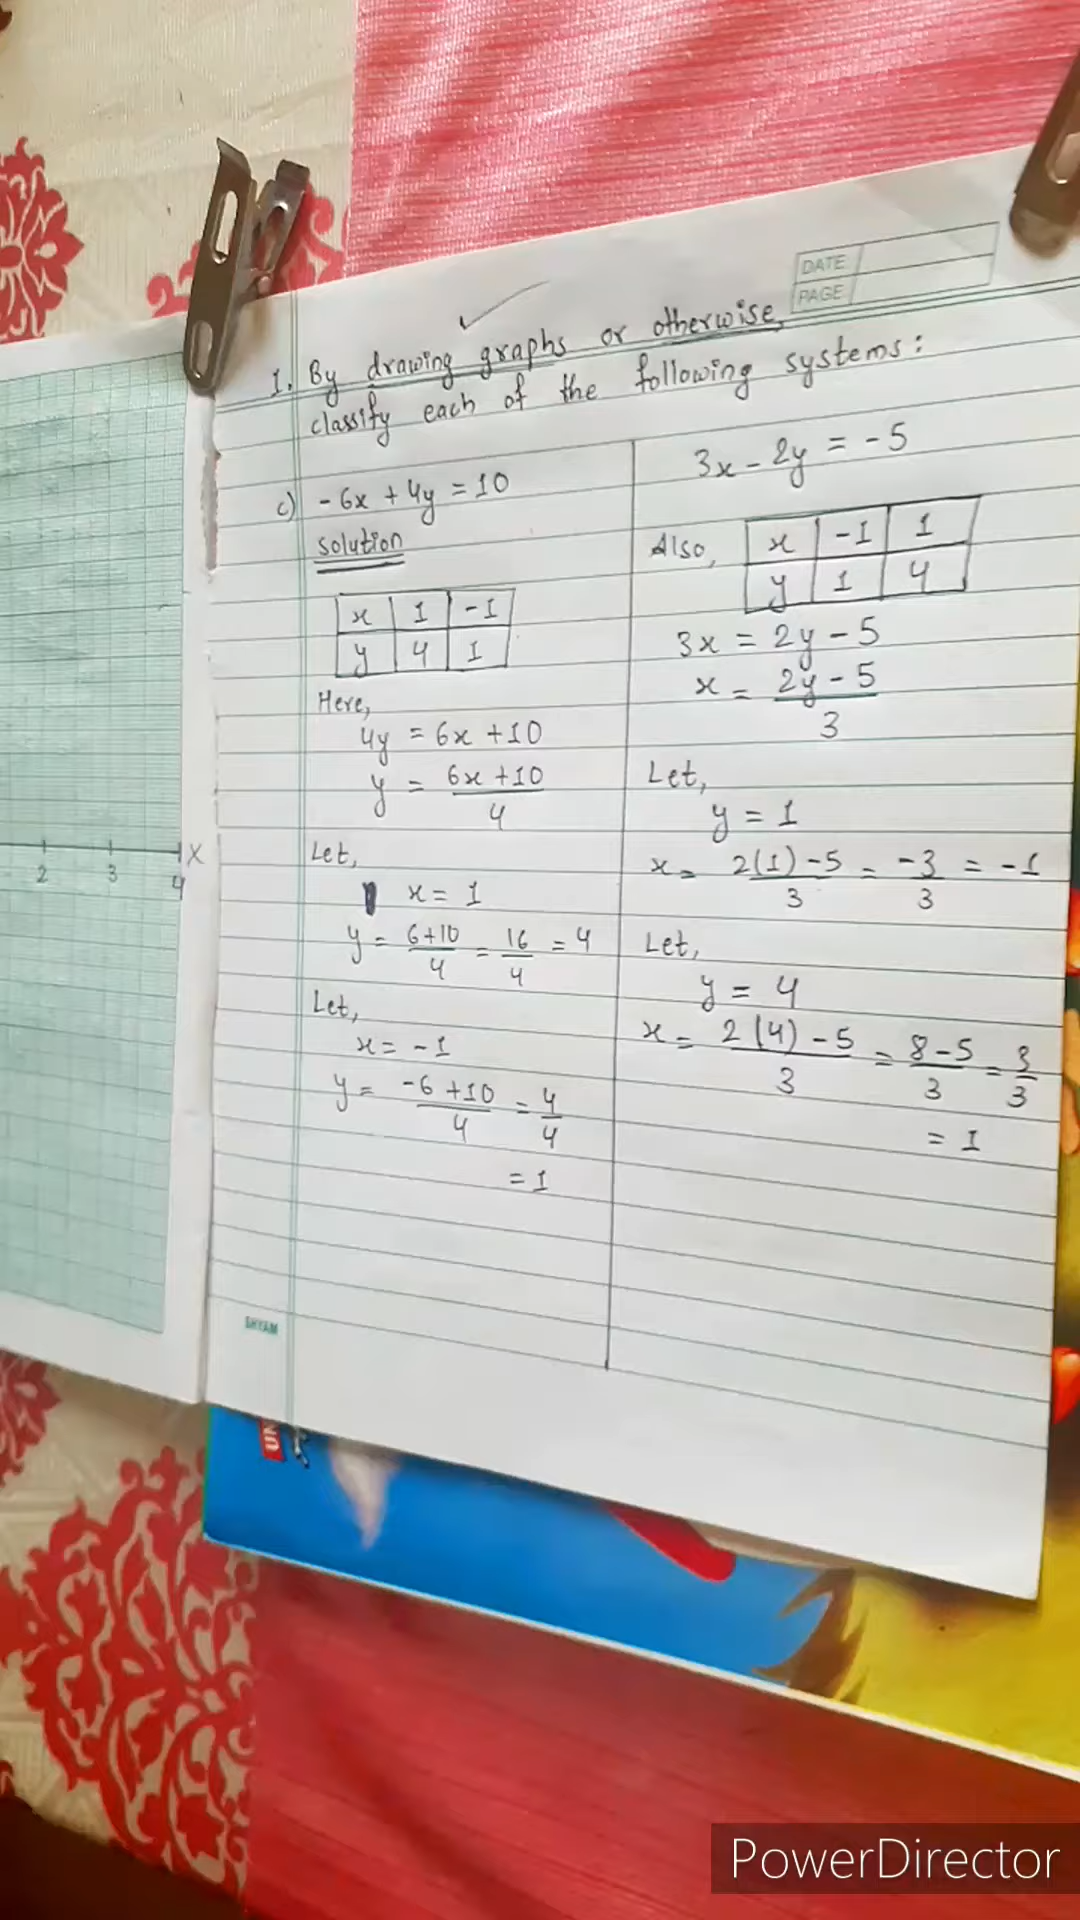 DATE
PAGE
1. By drawing graphs or otherwise,
classify each of the following systems:
c) -6x + 4y = 10
solution
x | 1 | -1
y | 4 | 1
Here,
4y = 6x + 10
y = 6x + 10 / 4
Let,
x = 1
y = 6+10 / 4 = 16 / 4 = 4
Let,
x = -1
y = -6 + 10 / 4 = 4 / 4
= 1
3x - 2y = -5
Also,
x | -1 | 1
y | 1 | 4
3x = 2y - 5
x = 2y - 5 / 3
Let,
y = 1
x = 2(1) - 5 / 3 = -3 / 3 = -1
Let,
y = 4
x = 2(4) - 5 / 3 = 8 - 5 / 3 = 3 / 3
= 1
2 3 4 X
SHYAM
UN
PowerDirector